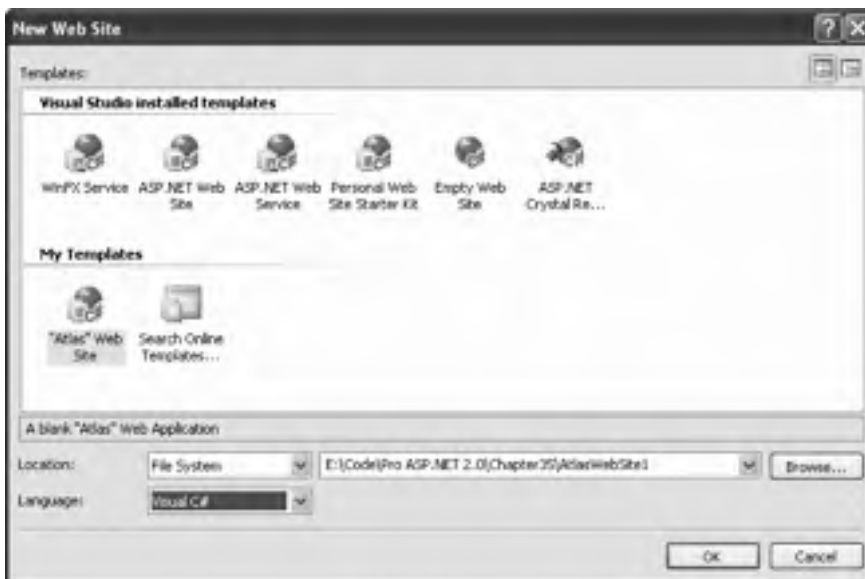 New Web Site
Templates:
Visual Studio installed templates
WinFX Service
ASP.NET Web
Site
ASP.NET Web
Service
Personal Web
Site Starter Kit
Empty Web
Site
ASP.NET
Crystal Re...
My Templates
"Atlas" Web
Site
Search Online
Templates...
A blank "Atlas" Web Application
Location:
File System
E:\Code\Pro ASP.NET 2.0\Chapter35\AtlasWebSite1
Browse...
Language:
Visual C#
OK
Cancel